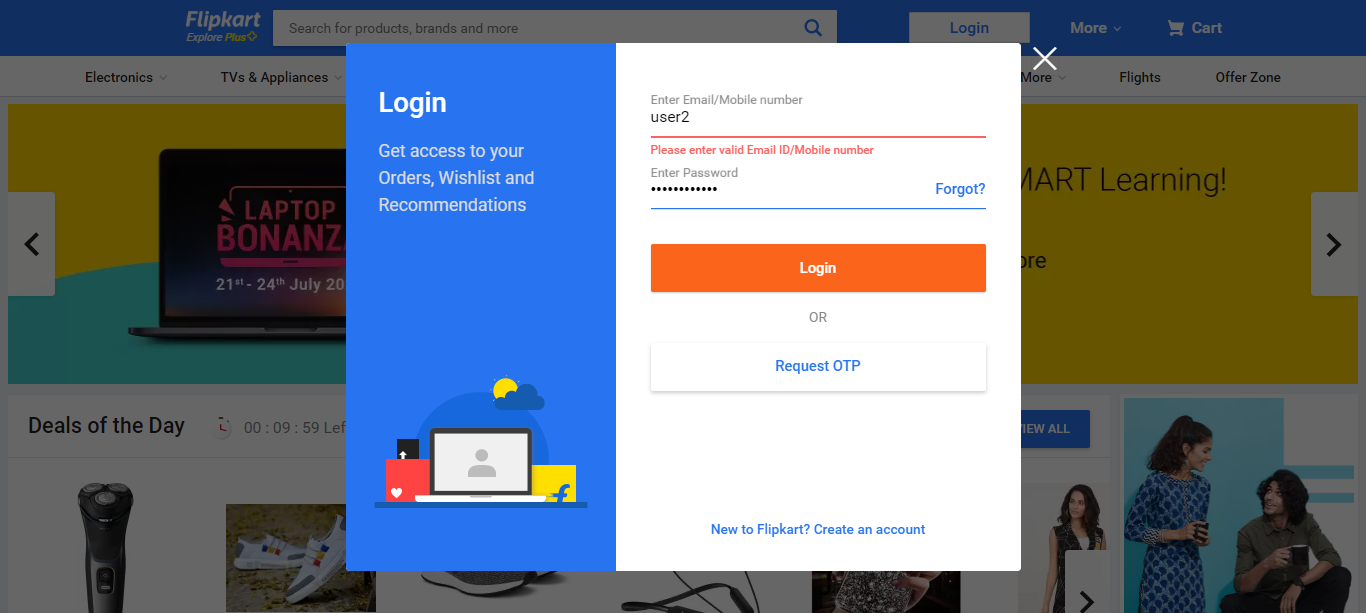 Flipkart
Explore Plus
Search for products, brands and more
Login
More
Cart
Electronics
TVs & Appliances
More
Flights
Offer Zone
Login
Get access to your
Orders, Wishlist and
Recommendations
Enter Email/Mobile number
user2
Please enter valid Email ID/Mobile number
Enter Password
••••••••••••
Forgot?
Login
OR
Request OTP
New to Flipkart? Create an account
LAPTOP
BONANZA
21st - 24th July 20
MART Learning!
ore
Deals of the Day
00 : 09 : 59 Lef
VIEW ALL